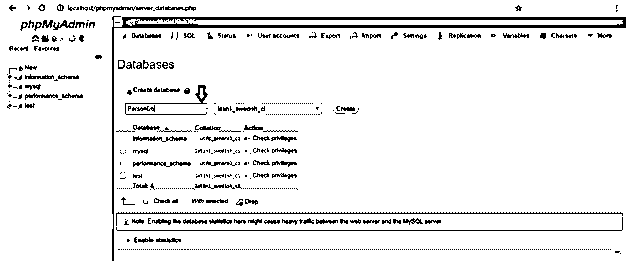 localhost/phpmyadmin/server_databases.php
phpMyAdmin
Recent Favorites
New
information_schema
mysql
performance_schema
test
Databases SQL Status User accounts Export Import Settings Replication Variables Charsets More
Databases
Create database
latin1_swedish_ci Create
Database Collation Action
information_schema utf8_general_ci Check privileges
mysql latin1_swedish_ci Check privileges
performance_schema utf8_general_ci Check privileges
test latin1_swedish_ci Check privileges
Total: 4 latin1_swedish_ci
Check all With selected: Drop
Note: Enabling the database statistics here might cause heavy traffic between the web server and the MySQL server.
Enable statistics